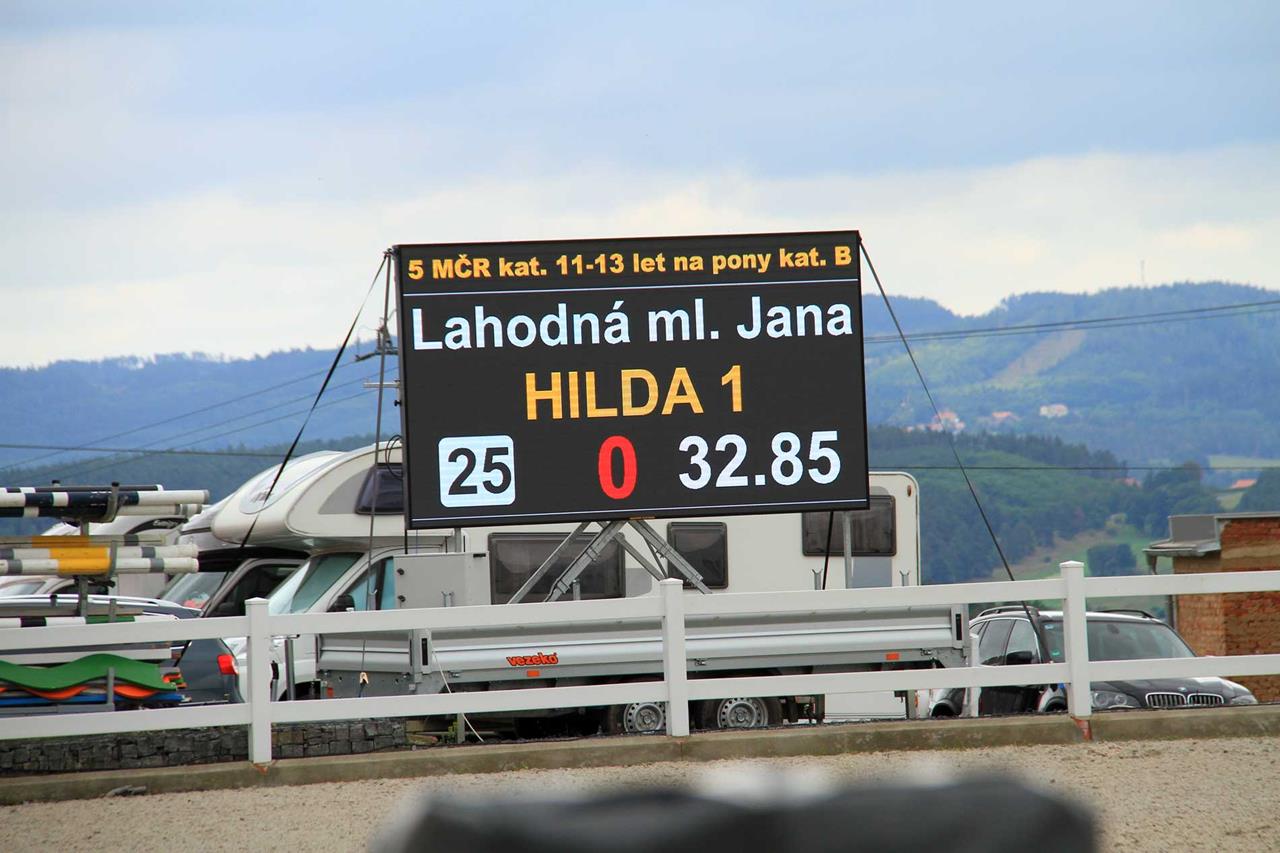 5 MČR kat. 11-13 let na pony kat. B
Lahodná ml. Jana
HILDA 1
25 0 32.85
vezeko